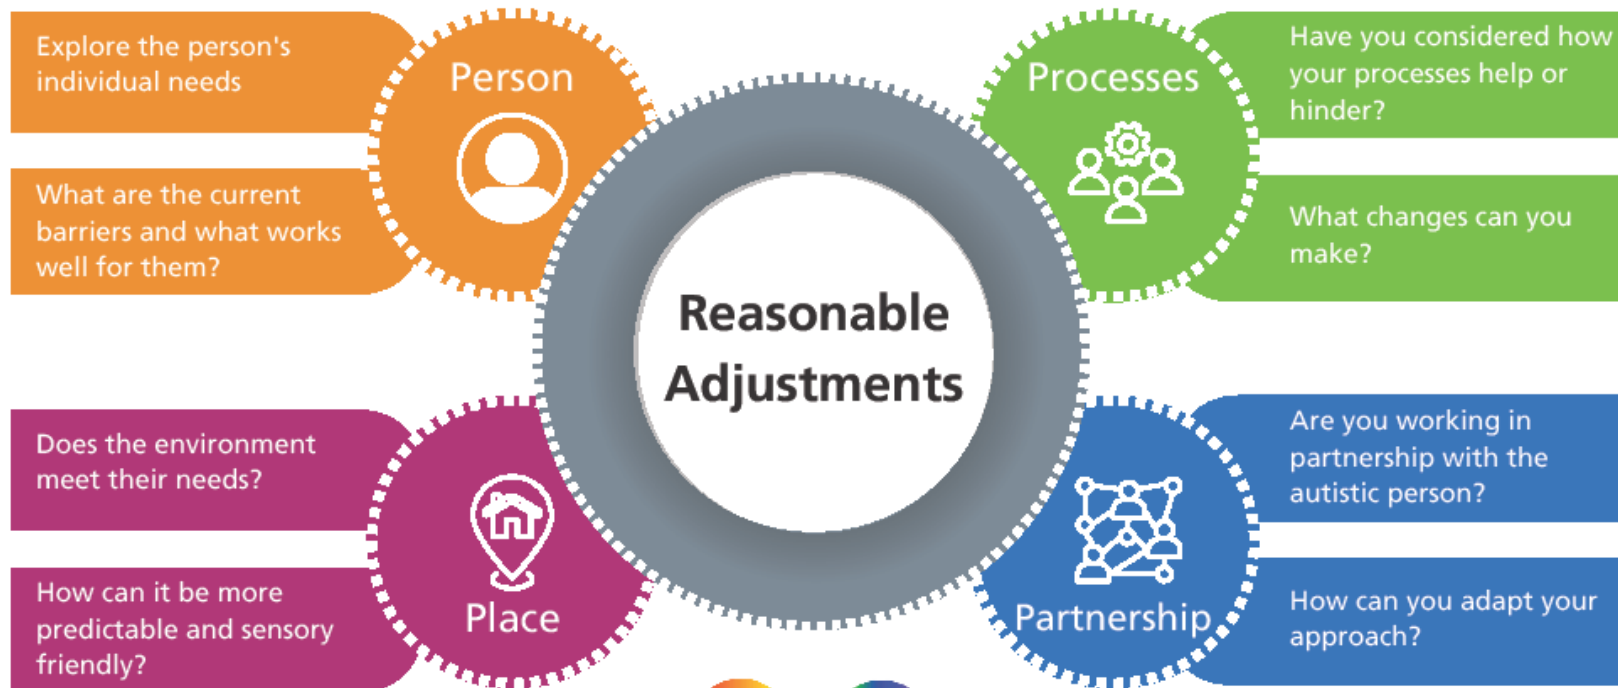 Explore the person's
individual needs
Person
What are the current
barriers and what works
well for them?
Processes
Have you considered how
your processes help or
hinder?
What changes can you
make?
Reasonable
Adjustments
Does the environment
meet their needs?
How can it be more
predictable and sensory
friendly?
Place
Are you working in
partnership with the
autistic person?
Partnership
How can you adapt your
approach?